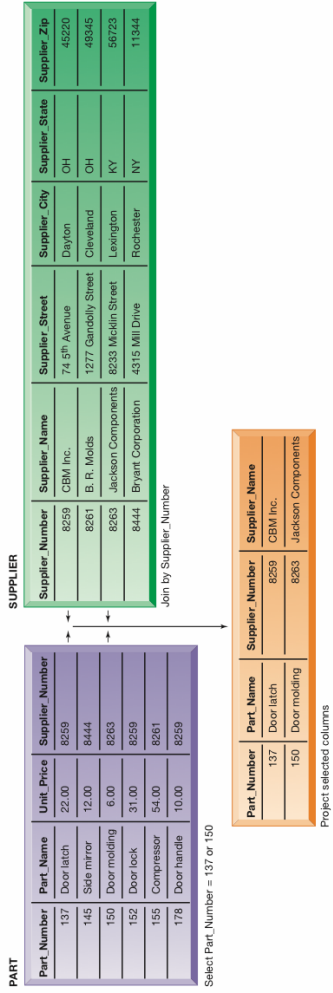 PART
Part_Number Part_Name Unit_Price Supplier_Number
137 Door latch 22.00 8259
145 Side mirror 12.00 8444
150 Door molding 6.00 8263
152 Door lock 31.00 8259
155 Compressor 54.00 8261
178 Door handle 10.00 8259
Select Part_Number = 137 or 150
SUPPLIER
Supplier_Number Supplier_Name Supplier_Street Supplier_City Supplier_State Supplier_Zip
8259 CBM Inc. 74 5th Avenue Dayton OH 45220
8261 B. R. Molds 1277 Gandolly Street Cleveland OH 49345
8263 Jackson Components 8233 Micklin Street Lexington KY 56723
8444 Bryant Corporation 4315 Mill Drive Rochester NY 11344
Join by Supplier_Number
Part_Number Part_Name Supplier_Number Supplier_Name
137 Door latch 8259 CBM Inc.
150 Door molding 8263 Jackson Components
Project selected columns